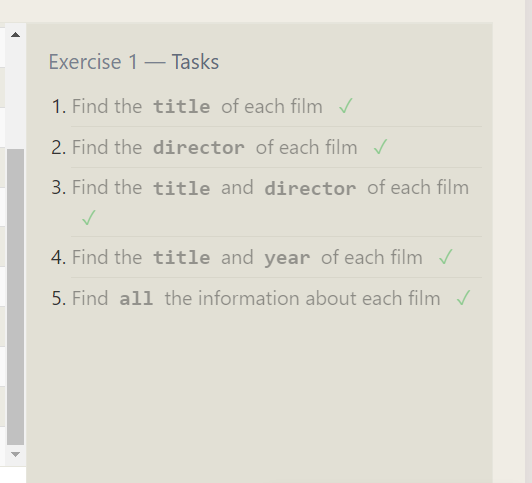 Exercise 1 — Tasks
1. Find the title of each film ✓
2. Find the director of each film ✓
3. Find the title and director of each film
✓
4. Find the title and year of each film ✓
5. Find all the information about each film ✓